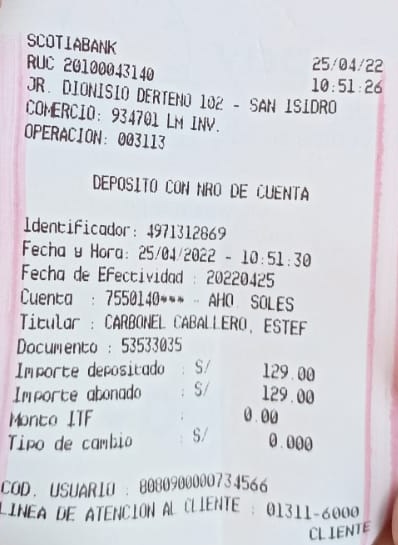 SCOTIABANK
RUC 20100043140 25/04/22
JR. DIONISIO DERTENO 102 - SAN ISIDRO 10:51:26
COMERCIO: 934701 LM INV.
OPERACION: 003113
DEPOSITO CON NRO DE CUENTA
Identificador: 4971312869
Fecha y Hora: 25/04/2022 - 10:51:30
Fecha de Efectividad : 20220425
Cuenta : 7550140*** - AHO SOLES
Titular : CARBONEL CABALLERO, ESTEF
Documento : 53533035
Importe depositado : S/ 129.00
Importe abonado : S/ 129.00
Monto ITF : 0.00
Tipo de cambio : S/ 0.000
COD. USUARIO : 8080900000734566
LINEA DE ATENCION AL CLIENTE : 01311-6000
CLIENTE